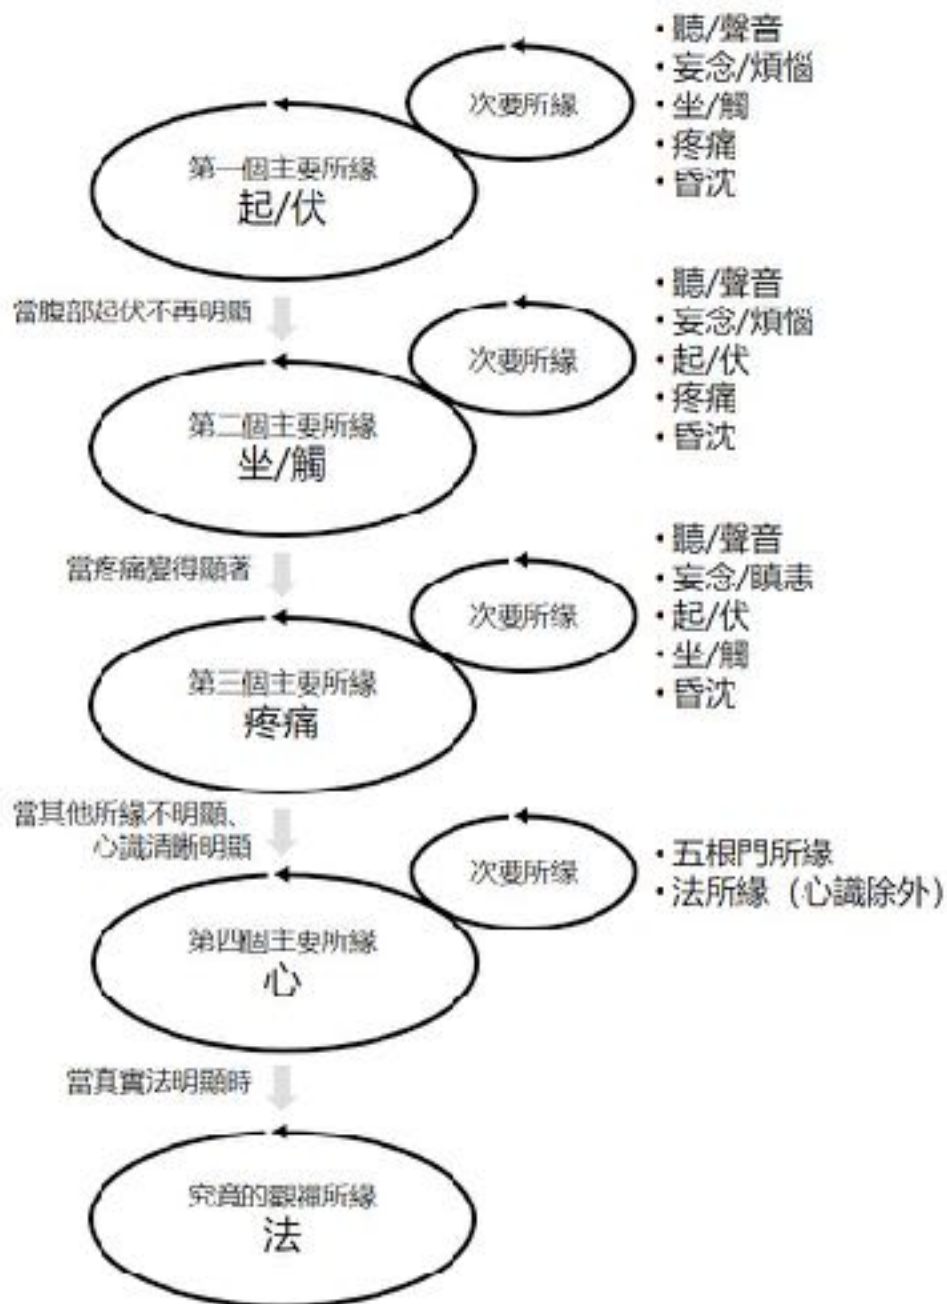 第一個主要所緣
起/伏
次要所緣
• 聽/聲音
• 妄念/煩惱
• 坐/觸
• 疼痛
• 昏沈
當腹部起伏不再明顯
第二個主要所緣
坐/觸
次要所緣
• 聽/聲音
• 妄念/煩惱
• 起/伏
• 疼痛
• 昏沈
當疼痛變得顯著
第三個主要所緣
疼痛
次要所緣
• 聽/聲音
• 妄念/瞋恚
• 起/伏
• 坐/觸
• 昏沈
當其他所緣不明顯、
心識清晰明顯
第四個主要所緣
心
次要所緣
• 五根門所緣
• 法所緣（心識除外）
當真實法明顯時
究竟的觀禪所緣
法